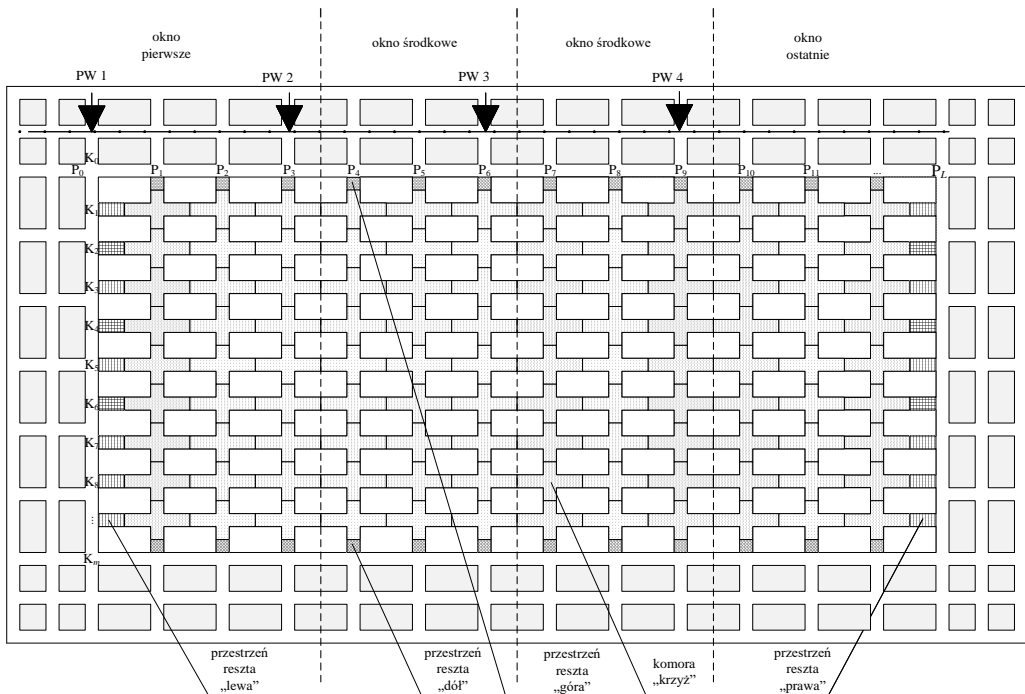 okno
pierwsze
okno środkowe
okno środkowe
okno
ostatnie
PW 1
PW 2
PW 3
PW 4
K0
P0
P1
P2
P3
P4
P5
P6
P7
P8
P9
P10
P11
...
PL
K1
K2
K3
K4
K5
K6
K7
K8
...
Km
przestrzeń
reszta
„lewa”
przestrzeń
reszta
„dół”
przestrzeń
reszta
„góra”
komora
„krzyż”
przestrzeń
reszta
„prawa”